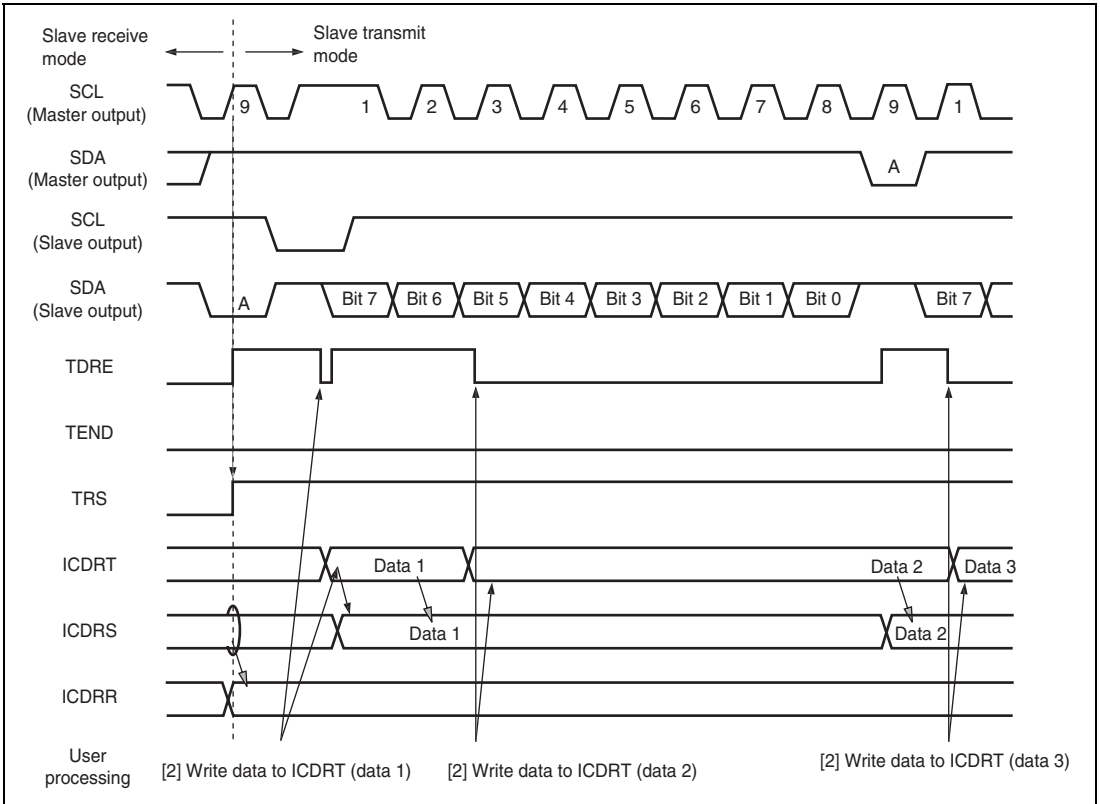 Slave receive
mode
Slave transmit
mode
SCL
(Master output)
9 1 2 3 4 5 6 7 8 9 1
SDA
(Master output)
A
SCL
(Slave output)
SDA
(Slave output)
A Bit 7 Bit 6 Bit 5 Bit 4 Bit 3 Bit 2 Bit 1 Bit 0 Bit 7
TDRE
TEND
TRS
ICDRT
Data 1 Data 2 Data 3
ICDRS
Data 1 Data 2
ICDRR
User
processing
[2] Write data to ICDRT (data 1) [2] Write data to ICDRT (data 2) [2] Write data to ICDRT (data 3)